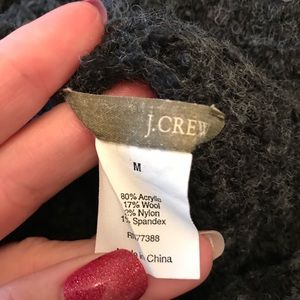 J.CREW
M
80% Acrylic
17% Wool
2% Nylon
1% Spandex
RN77388
Made in China